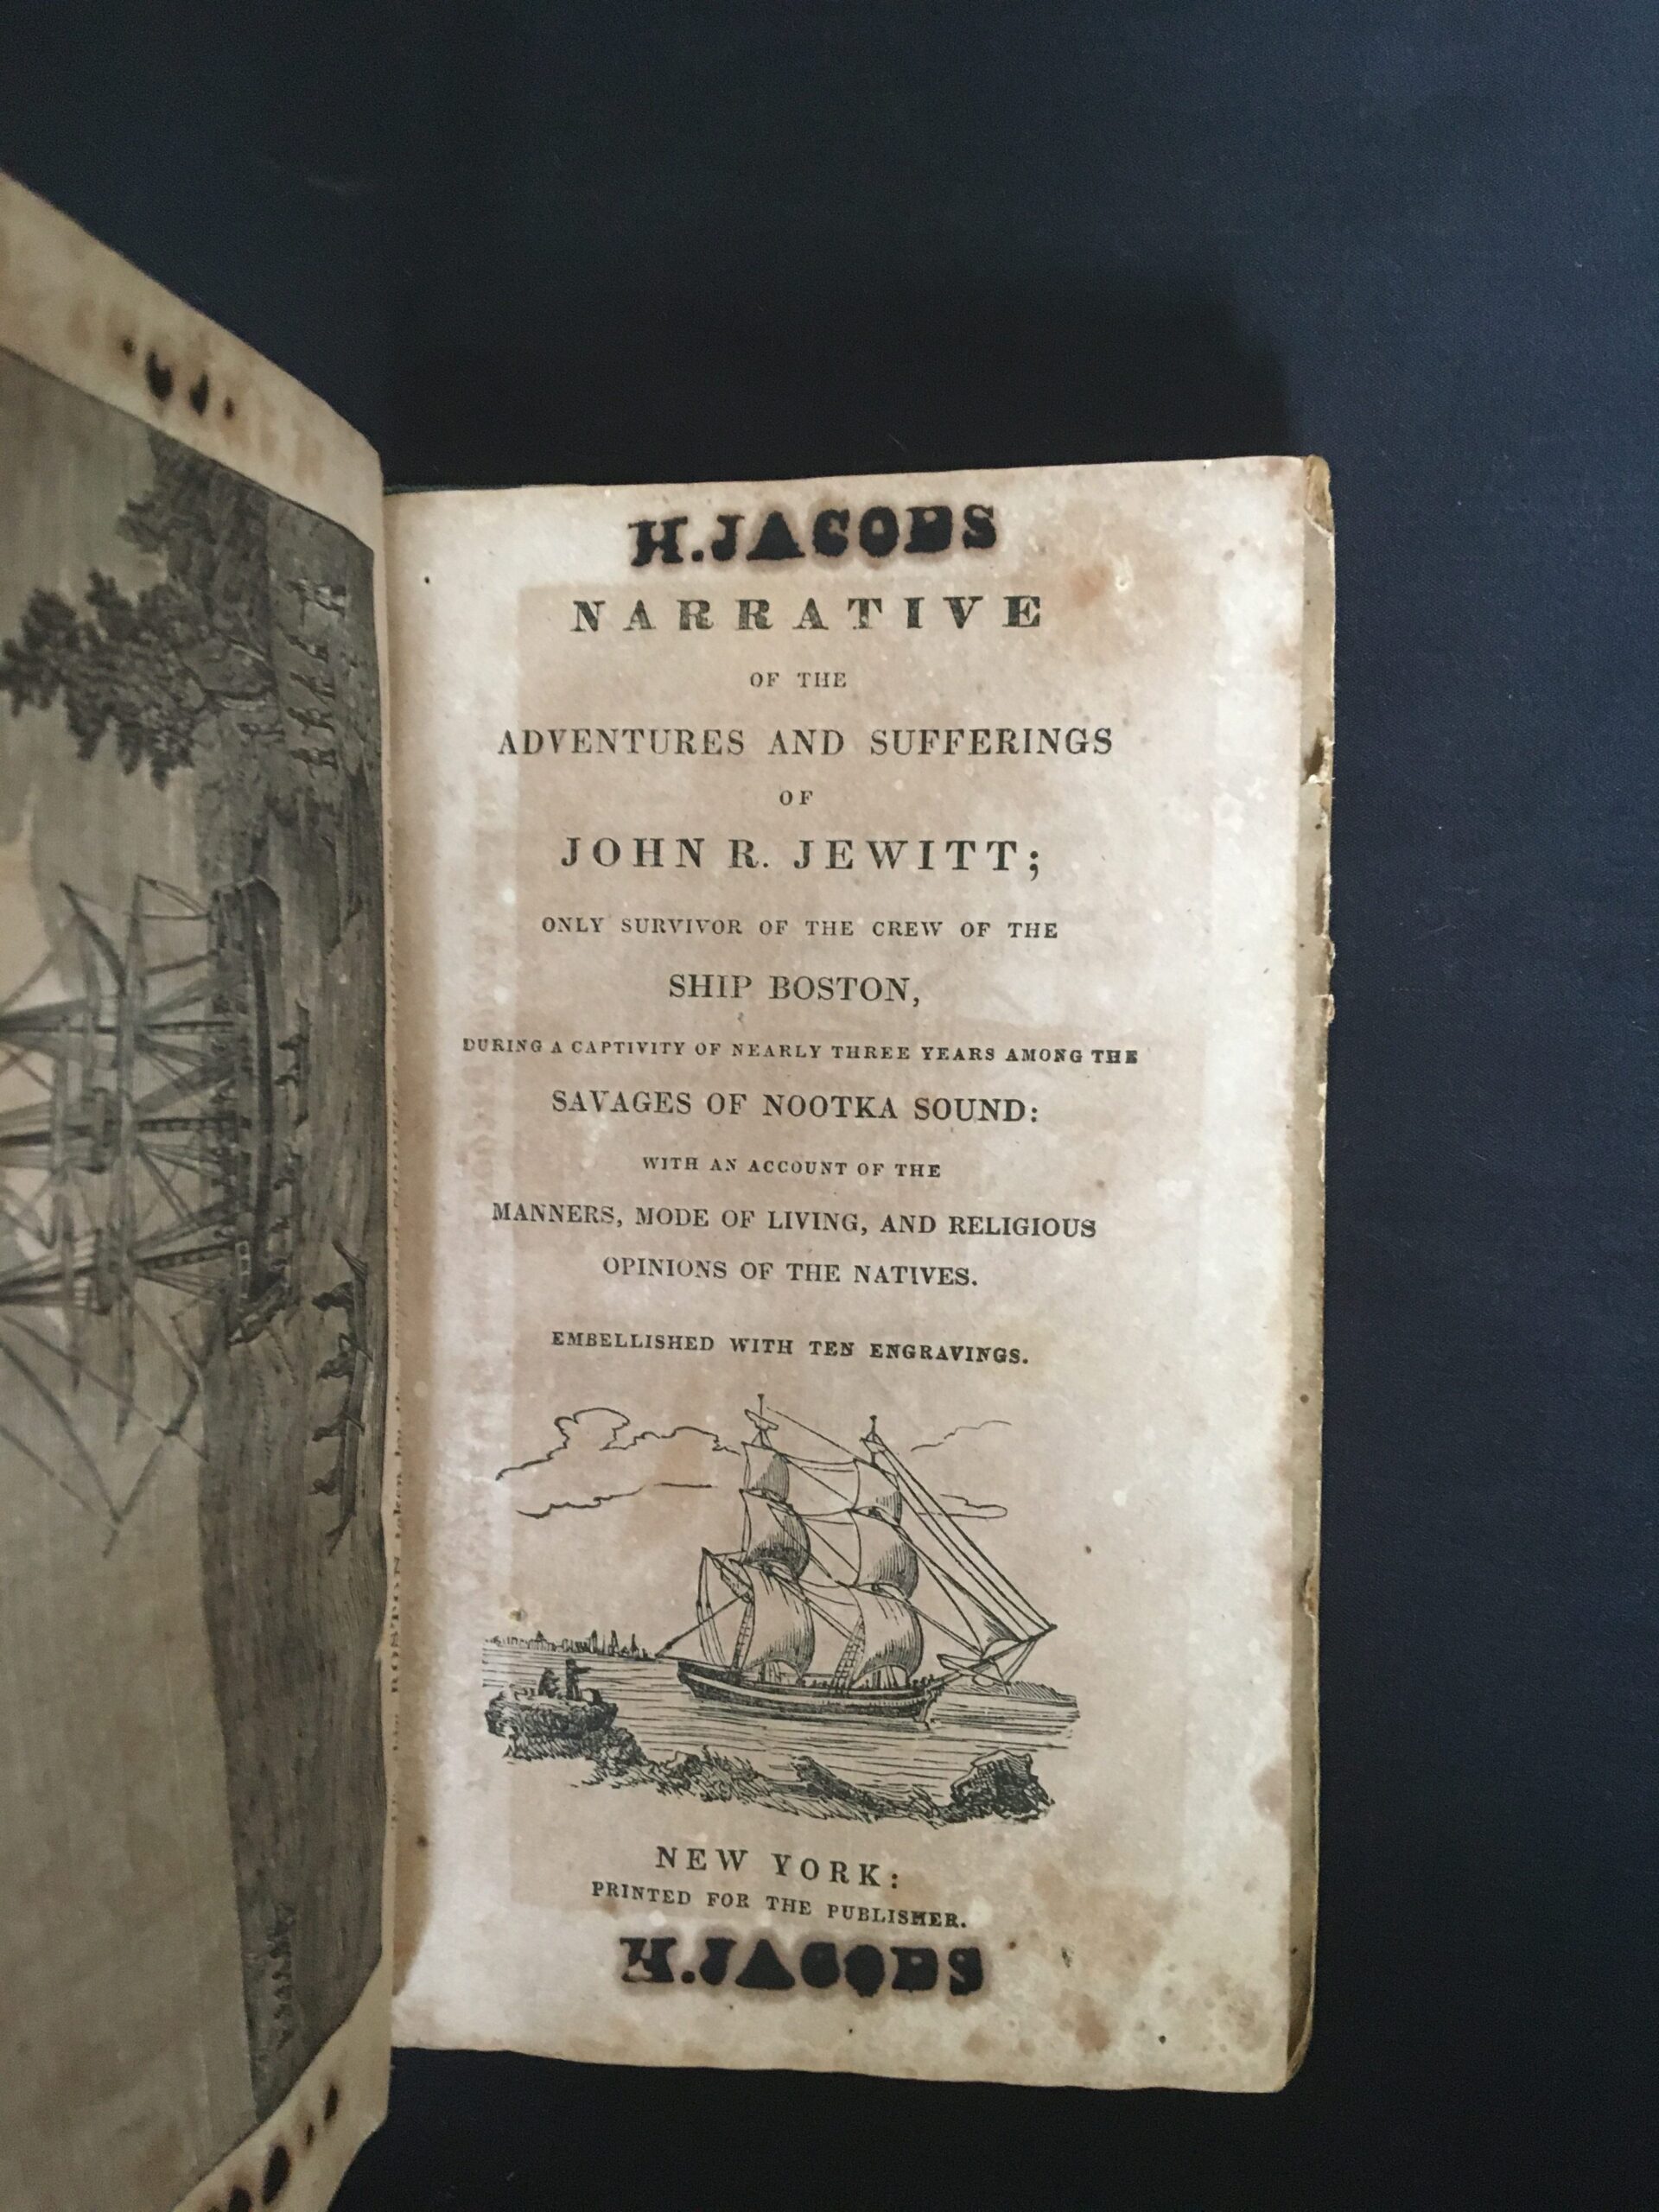 H.JACOBS
NARRATIVE
OF THE
ADVENTURES AND SUFFERINGS
OF
JOHN R. JEWITT;
ONLY SURVIVOR OF THE CREW OF THE
SHIP BOSTON,
DURING A CAPTIVITY OF NEARLY THREE YEARS AMONG THE
SAVAGES OF NOOTKA SOUND:
WITH AN ACCOUNT OF THE
MANNERS, MODE OF LIVING, AND RELIGIOUS
OPINIONS OF THE NATIVES.
EMBELLISHED WITH TEN ENGRAVINGS.
NEW YORK:
PRINTED FOR THE PUBLISHER.
H.JACOBS
BOSTON taken by